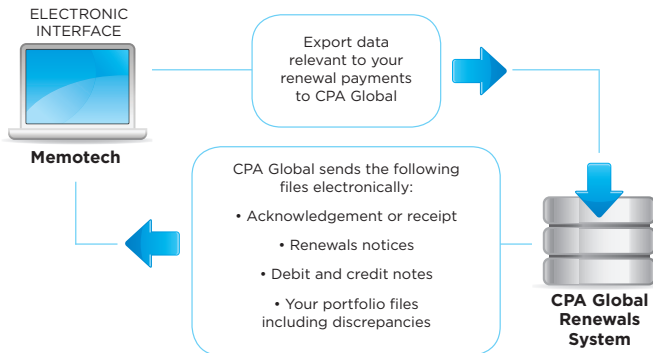 ELECTRONIC
INTERFACE
Memotech
Export data
relevant to your
renewal payments
to CPA Global
CPA Global sends the following
files electronically:
• Acknowledgement or receipt
• Renewals notices
• Debit and credit notes
• Your portfolio files
including discrepancies
CPA Global
Renewals
System